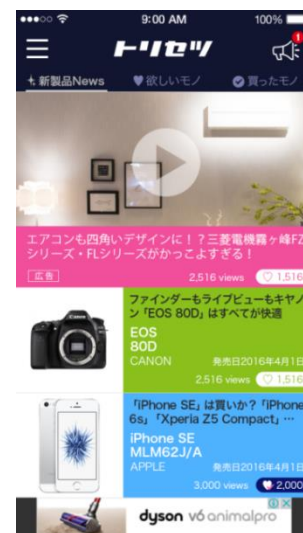 9:00 AM
100%
トリセツ
1
新製品News
欲しいモノ
買ったモノ
エアコンも四角いデザインに！？三菱電機霧ヶ峰FZ
シリーズ・FLシリーズがかっこよすぎる！
広告
2,516 views
1,516
ファインダーもライブビューもキヤノ
ン「EOS 80D」はすべてが快適
EOS
80D
CANON
発売日2016年4月1日
2,516 views
1,516
「iPhone SE」は買いか？「iPhone
6s」「Xperia Z5 Compact」…
iPhone SE
MLM62J/A
APPLE
発売日2016年4月1日
3,000 views
2,000
dyson v6 animalpro